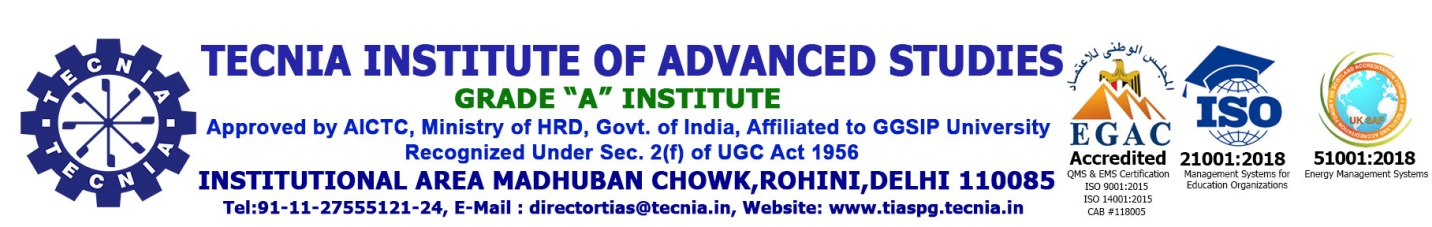 TECNIA
TECNIA
TECNIA INSTITUTE OF ADVANCED STUDIES
GRADE “A” INSTITUTE
Approved by AICTC, Ministry of HRD, Govt. of India, Affiliated to GGSIP University
Recognized Under Sec. 2(f) of UGC Act 1956
INSTITUTIONAL AREA MADHUBAN CHOWK,ROHINI,DELHI 110085
Tel:91-11-27555121-24, E-Mail : directortias@tecnia.in, Website: www.tiaspg.tecnia.in
المجلس الوطني للاعتماد
EGAC
Accredited
QMS & EMS Certification
ISO 9001:2015
ISO 14001:2015
CAB #118005
ISO
21001:2018
Management Systems for
Education Organizations
UK SAF
51001:2018
Energy Management Systems